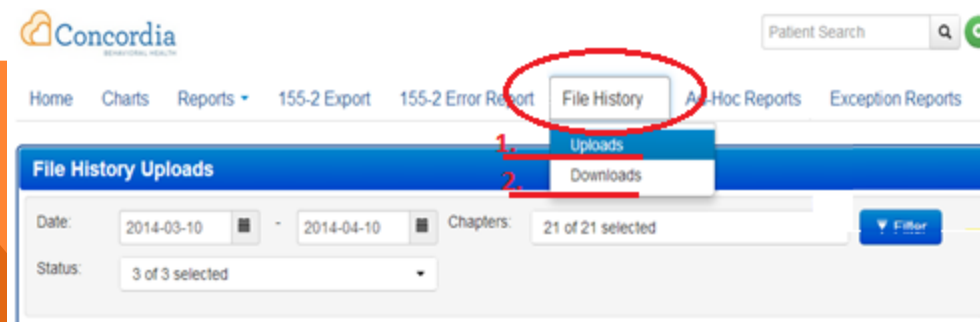 Concordia
BEHAVIORAL HEALTH
Patient Search
Home Charts Reports 155-2 Export 155-2 Error Report File History Ad-Hoc Reports Exception Reports
1. Uploads
2. Downloads
File History Uploads
Date: 2014-03-10 - 2014-04-10 Chapters: 21 of 21 selected Filter
Status: 3 of 3 selected